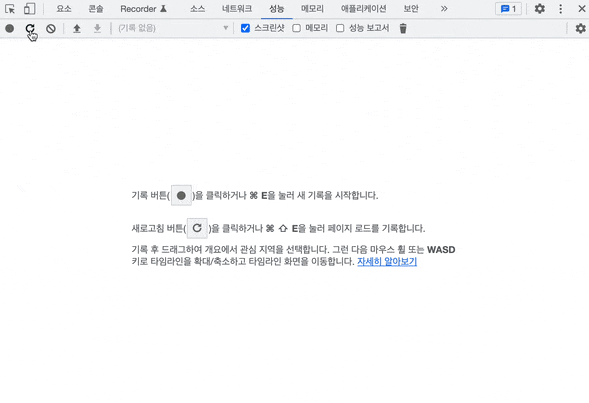 요소 콘솔 Recorder 소스 네트워크 성능 메모리 애플리케이션 보안 1
(기록 없음) 스크린샷 메모리 성능 보고서
기록 버튼( )을 클릭하거나 ⌘ E을 눌러 새 기록을 시작합니다.
새로고침 버튼( )을 클릭하거나 ⌘ ⇧ E을 눌러 페이지 로드를 기록합니다.
기록 후 드래그하여 개요에서 관심 지역을 선택합니다. 그런 다음 마우스 휠 또는 WASD
키로 타임라인을 확대/축소하고 타임라인 화면을 이동합니다. 자세히 알아보기